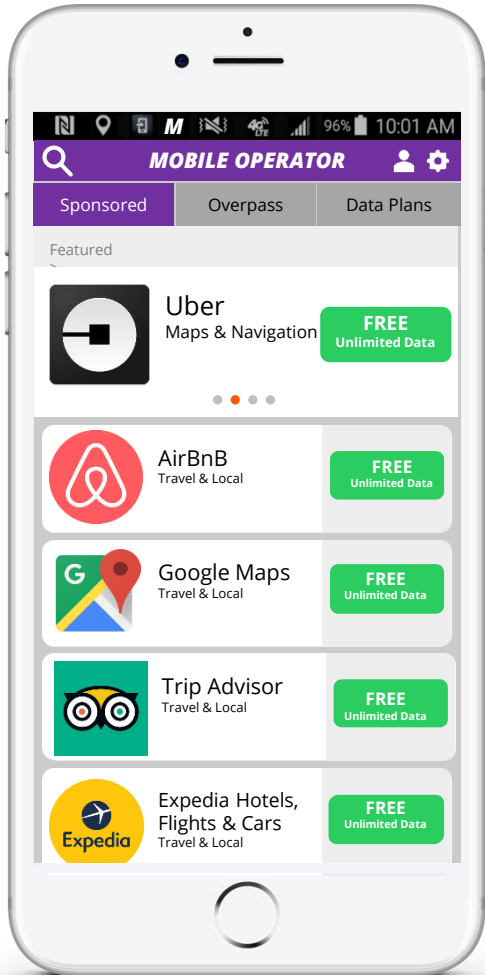 M 4G LTE 96% 10:01 AM
MOBILE OPERATOR
Sponsored Overpass Data Plans
Featured
Uber
Maps & Navigation
FREE
Unlimited Data
AirBnB
Travel & Local
FREE
Unlimited Data
G
Google Maps
Travel & Local
FREE
Unlimited Data
Trip Advisor
Travel & Local
FREE
Unlimited Data
Expedia
Expedia Hotels,
Flights & Cars
Travel & Local
FREE
Unlimited Data